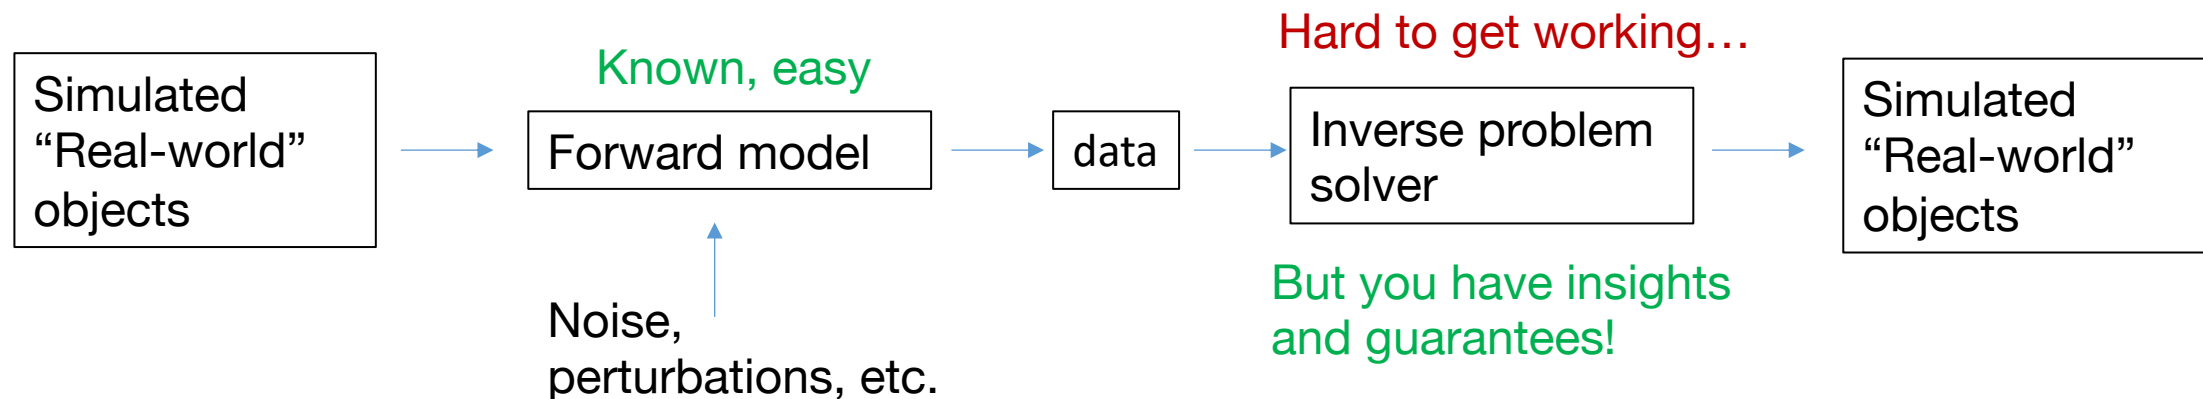 Simulated
“Real-world”
objects
Known, easy
Forward model
Noise,
perturbations, etc.
data
Hard to get working…
Inverse problem
solver
But you have insights
and guarantees!
Simulated
“Real-world”
objects